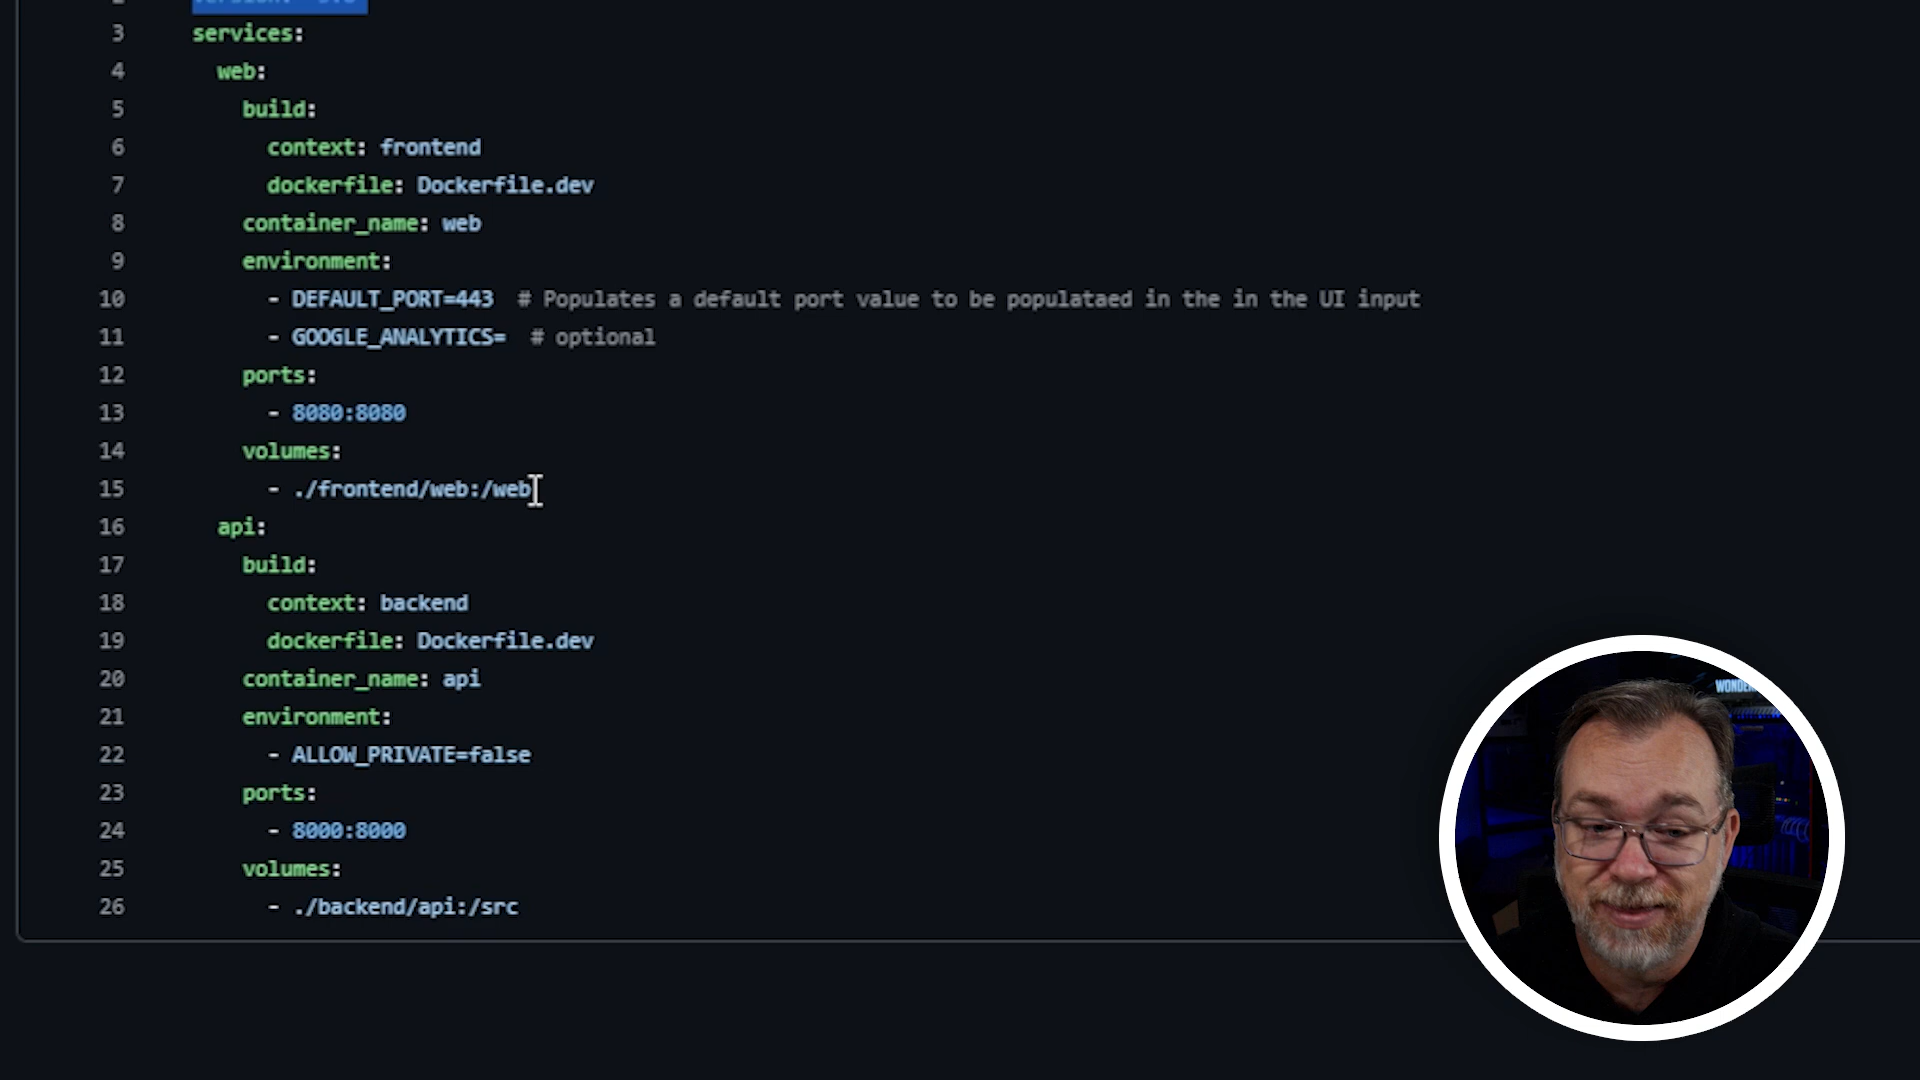 3 services:
4 web:
5 build:
6 context: frontend
7 dockerfile: Dockerfile.dev
8 container_name: web
9 environment:
10 - DEFAULT_PORT=443 # Populates a default port value to be populataed in the in the UI input
11 - GOOGLE_ANALYTICS= # optional
12 ports:
13 - 8080:8080
14 volumes:
15 - ./frontend/web:/web
16 api:
17 build:
18 context: backend
19 dockerfile: Dockerfile.dev
20 container_name: api
21 environment:
22 - ALLOW_PRIVATE=false
23 ports:
24 - 8000:8000
25 volumes:
26 - ./backend/api:/src